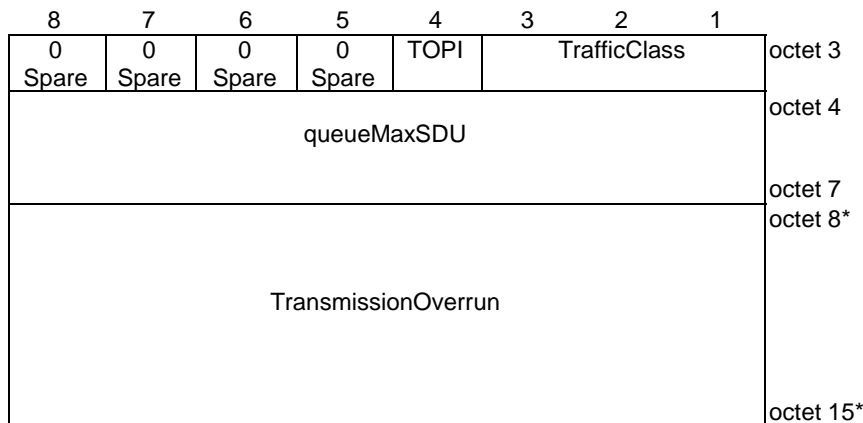 8 7 6 5 4 3 2 1
0 0 0 0 TOPI TrafficClass octet 3
Spare Spare Spare Spare
octet 4
queueMaxSDU
octet 7
octet 8*
TransmissionOverrun
octet 15*